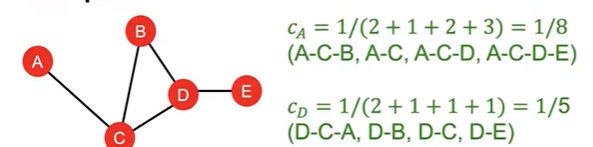 B
A
D
E
C
c_A = 1/(2 + 1 + 2 + 3) = 1/8
(A-C-B, A-C, A-C-D, A-C-D-E)
c_D = 1/(2 + 1 + 1 + 1) = 1/5
(D-C-A, D-B, D-C, D-E)